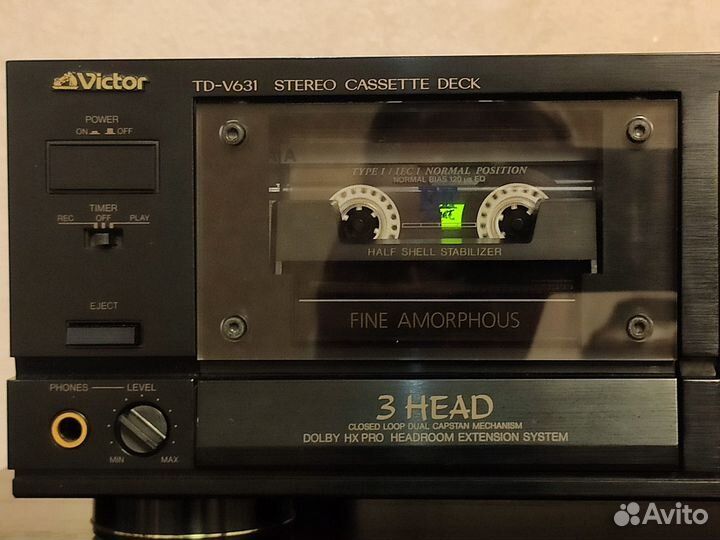 Victor
TD-V631 STEREO CASSETTE DECK
POWER
ON OFF
TIMER
REC OFF PLAY
EJECT
TYPE I / IEC I NORMAL POSITION
NORMAL BIAS 120 µs EQ
HALF SHELL STABILIZER
FINE AMORPHOUS
PHONES LEVEL
MIN MAX
3 HEAD
CLOSED LOOP DUAL CAPSTAN MECHANISM
DOLBY HX PRO HEADROOM EXTENSION SYSTEM
Avito